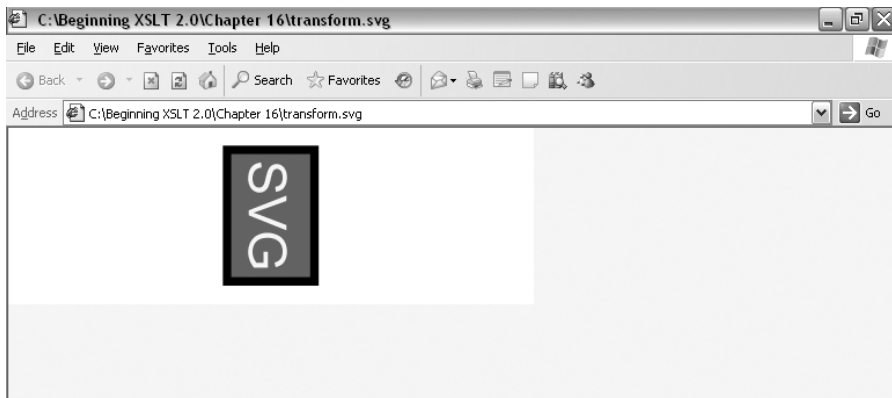 C:\Beginning XSLT 2.0\Chapter 16\transform.svg
File Edit View Favorites Tools Help
Back Search Favorites
Address C:\Beginning XSLT 2.0\Chapter 16\transform.svg Go
SVG